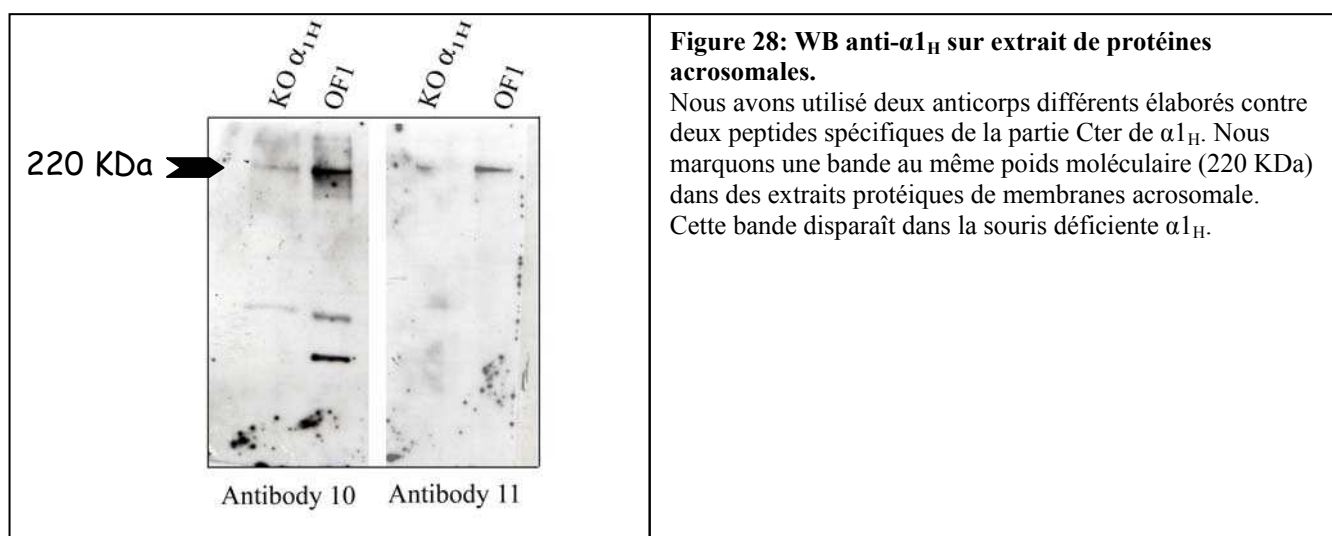 KO α1H
OF1
KO α1H
OF1
220 KDa
Antibody 10
Antibody 11
Figure 28: WB anti-α1H sur extrait de protéines
acrosomales.
Nous avons utilisé deux anticorps différents élaborés contre
deux peptides spécifiques de la partie Cter de α1H. Nous
marquons une bande au même poids moléculaire (220 KDa)
dans des extraits protéiques de membranes acrosomale.
Cette bande disparaît dans la souris déficiente α1H.